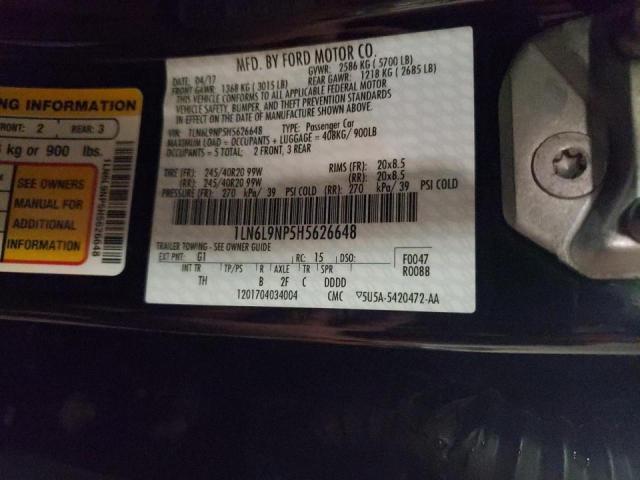 NG INFORMATION
FRONT: 2 REAR: 3
kg or 900 lbs.
SEE OWNERS
MANUAL FOR
ADDITIONAL
INFORMATION
1LN6L9NP5H5626648
MFD. BY FORD MOTOR CO.
DATE: 04/17 GVWR: 2586 KG ( 5700 LB)
FRONT GAWR: 1368 KG ( 3015 LB) REAR GAWR: 1218 KG ( 2685 LB)
THIS VEHICLE CONFORMS TO ALL APPLICABLE FEDERAL MOTOR
VEHICLE SAFETY, BUMPER, AND THEFT PREVENTION STANDARDS
IN EFFECT ON THE DATE OF MANUFACTURE SHOWN ABOVE.
VIN: 1LN6L9NP5H5626648 TYPE: Passenger Car
MAXIMUM LOAD = OCCUPANTS + LUGGAGE = 408KG/ 900LB
OCCUPANTS = 5 TOTAL: 2 FRONT, 3 REAR
TIRE (FR): 245/40R20 99W RIMS (FR): 20x8.5
(RR): 245/40R20 99W (RR): 20x8.5
PRESSURE (FR): 270 kPa/ 39 PSI COLD (RR): 270 kPa/ 39 PSI COLD
1LN6L9NP5H5626648
TRAILER TOWING - SEE OWNER GUIDE
EXT PNT: G1 RC: 15 DSO: F0047
INT TR TP/PS R AXLE TR SPR R0088
TH B 2F C DDDD
1201704034004 CMC ▽5U5A-5420472-AA